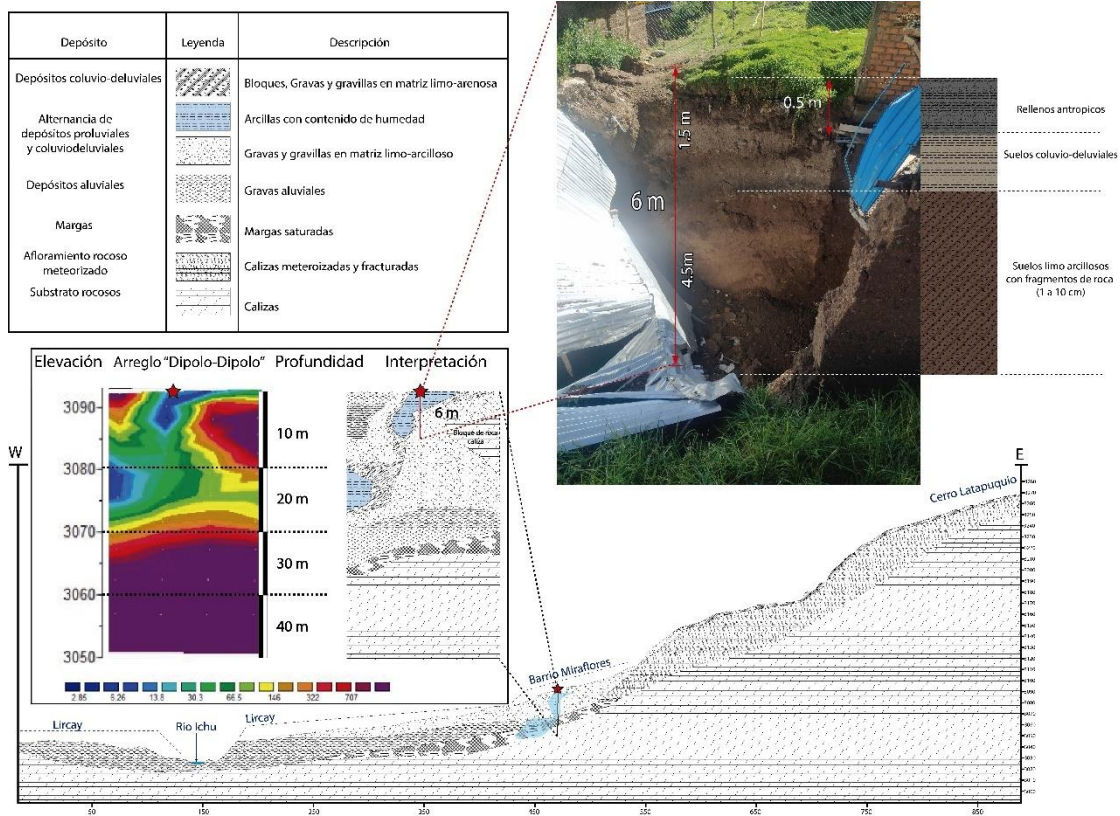 Depósito Leyenda Descripción
Depósitos coluvio-deluviales Bloques, Gravas y gravillas en matriz limo-arenosa
Alternancia de
depósitos proluviales
y coluviodeluviales
Arcillas con contenido de humedad
Gravas y gravillas en matriz limo-arcilloso
Depósitos aluviales Gravas aluviales
Margas Margas saturadas
Afloramiento rocoso
meteorizado
Calizas meteroizadas y fracturadas
Substrato rocosos Calizas
0.5 m
1.5 m
6 m
4.5m
Rellenos antropicos
Suelos coluvio-deluviales
Suelos limo arcillosos
con fragmentos de roca
(1 a 10 cm)
Elevación Arreglo "Dipolo-Dipolo" Profundidad Interpretación
3090
3080
3070
3060
3050
10 m
20 m
30 m
40 m
6 m
Bloque de roca
caliza
2.85 6.26 13.8 30.3 66.5 146 322 707
W
E
Cerro Latapuquio
Barrio Miraflores
Lircay Rio Ichu Lircay
50 150 250 350 450 550 650 750 850